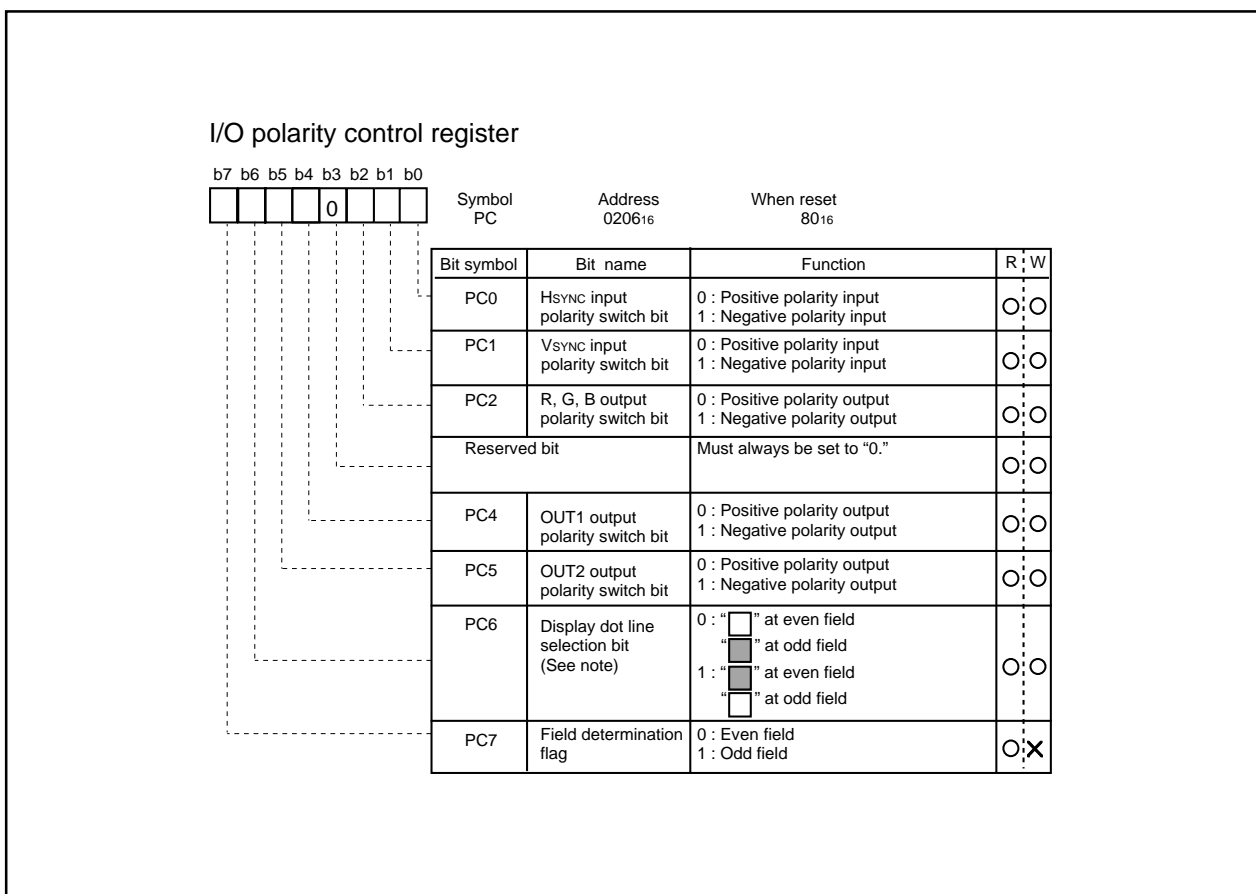 I/O polarity control register
b7 b6 b5 b4 b3 b2 b1 b0
0
Symbol Address When reset
PC 0206₁₆ 80₁₆
Bit symbol Bit name Function R W
PC0 HSYNC input 0 : Positive polarity input
polarity switch bit 1 : Negative polarity input
PC1 VSYNC input 0 : Positive polarity input
polarity switch bit 1 : Negative polarity input
PC2 R, G, B output 0 : Positive polarity output
polarity switch bit 1 : Negative polarity output
Reserved bit Must always be set to “0.”
PC4 OUT1 output 0 : Positive polarity output
polarity switch bit 1 : Negative polarity output
PC5 OUT2 output 0 : Positive polarity output
polarity switch bit 1 : Negative polarity output
PC6 Display dot line 0 : “ ” at even field
selection bit “ ” at odd field
(See note) 1 : “ ” at even field
“ ” at odd field
PC7 Field determination 0 : Even field
flag 1 : Odd field